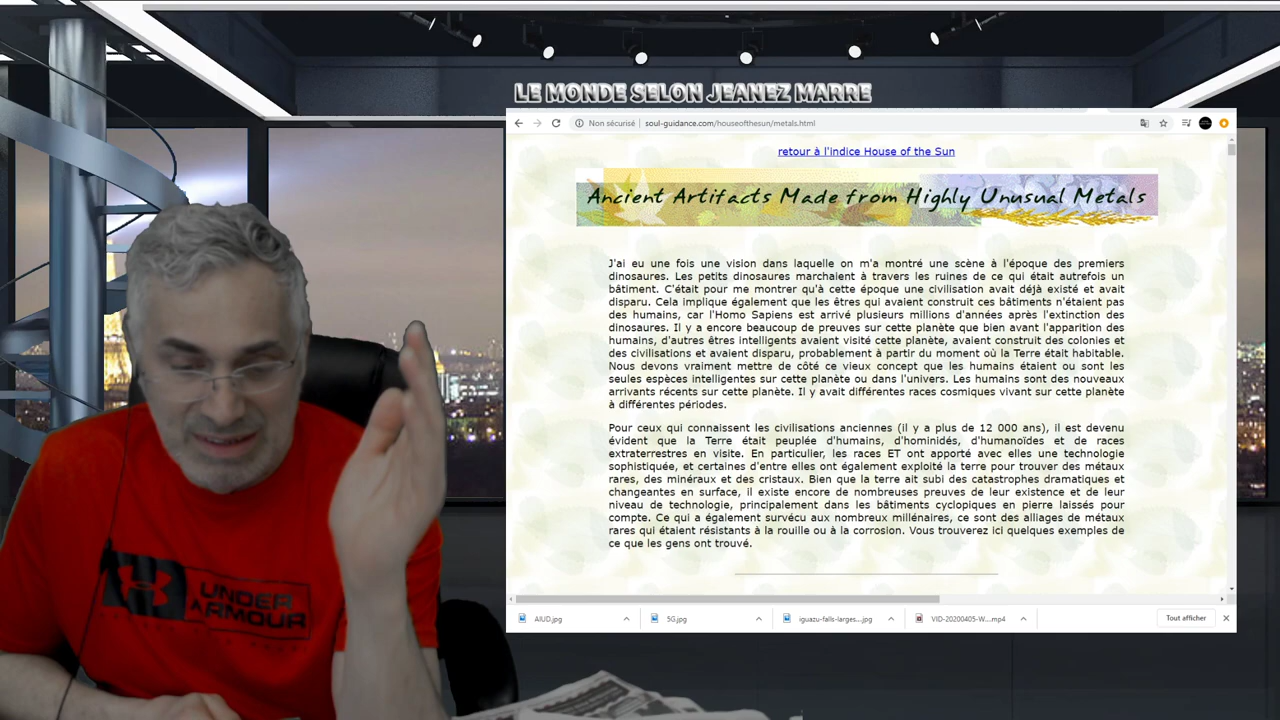 LE MONDE SELON JEANEZ MARRE
Non sécurisé | soul-guidance.com/houseofthesun/metals.html
retour à l'indice House of the Sun
Ancient Artifacts Made from Highly Unusual Metals
J'ai eu une fois une vision dans laquelle on m'a montré une scène à l'époque des premiers
dinosaures. Les petits dinosaures marchaient à travers les ruines de ce qui était autrefois un
bâtiment. C'était pour me montrer qu'à cette époque une civilisation avait déjà existé et avait
disparu. Cela implique également que les êtres qui avaient construit ces bâtiments n'étaient pas
des humains, car l'Homo Sapiens est arrivé plusieurs millions d'années après l'extinction des
dinosaures. Il y a encore beaucoup de preuves sur cette planète que bien avant l'apparition des
humains, d'autres êtres intelligents avaient visité cette planète, avaient construit des colonies et
des civilisations et avaient disparu, probablement à partir du moment où la Terre était habitable.
Nous devons vraiment mettre de côté ce vieux concept que les humains étaient ou sont les
seules espèces intelligentes sur cette planète ou dans l'univers. Les humains sont des nouveaux
arrivants récents sur cette planète. Il y avait différentes races cosmiques vivant sur cette planète
à différentes périodes.
Pour ceux qui connaissent les civilisations anciennes (il y a plus de 12 000 ans), il est devenu
évident que la Terre était peuplée d'humains, d'hominidés, d'humanoïdes et de races
extraterrestres en visite. En particulier, les races ET ont apporté avec elles une technologie
sophistiquée, et certaines d'entre elles ont également exploité la terre pour trouver des métaux
rares, des minéraux et des cristaux. Bien que la terre ait subi des catastrophes dramatiques et
changeantes en surface, il existe encore de nombreuses preuves de leur existence et de leur
niveau de technologie, principalement dans les bâtiments cyclopiques en pierre laissés pour
compte. Ce qui a également survécu aux nombreux millénaires, ce sont des alliages de métaux
rares qui étaient résistants à la rouille ou à la corrosion. Vous trouverez ici quelques exemples de
ce que les gens ont trouvé.
AIUD.jpg
5G.jpg
iguazu-falls-larges....jpg
VID-20200405-W....mp4
Tout afficher
UNDER
ARMOUR